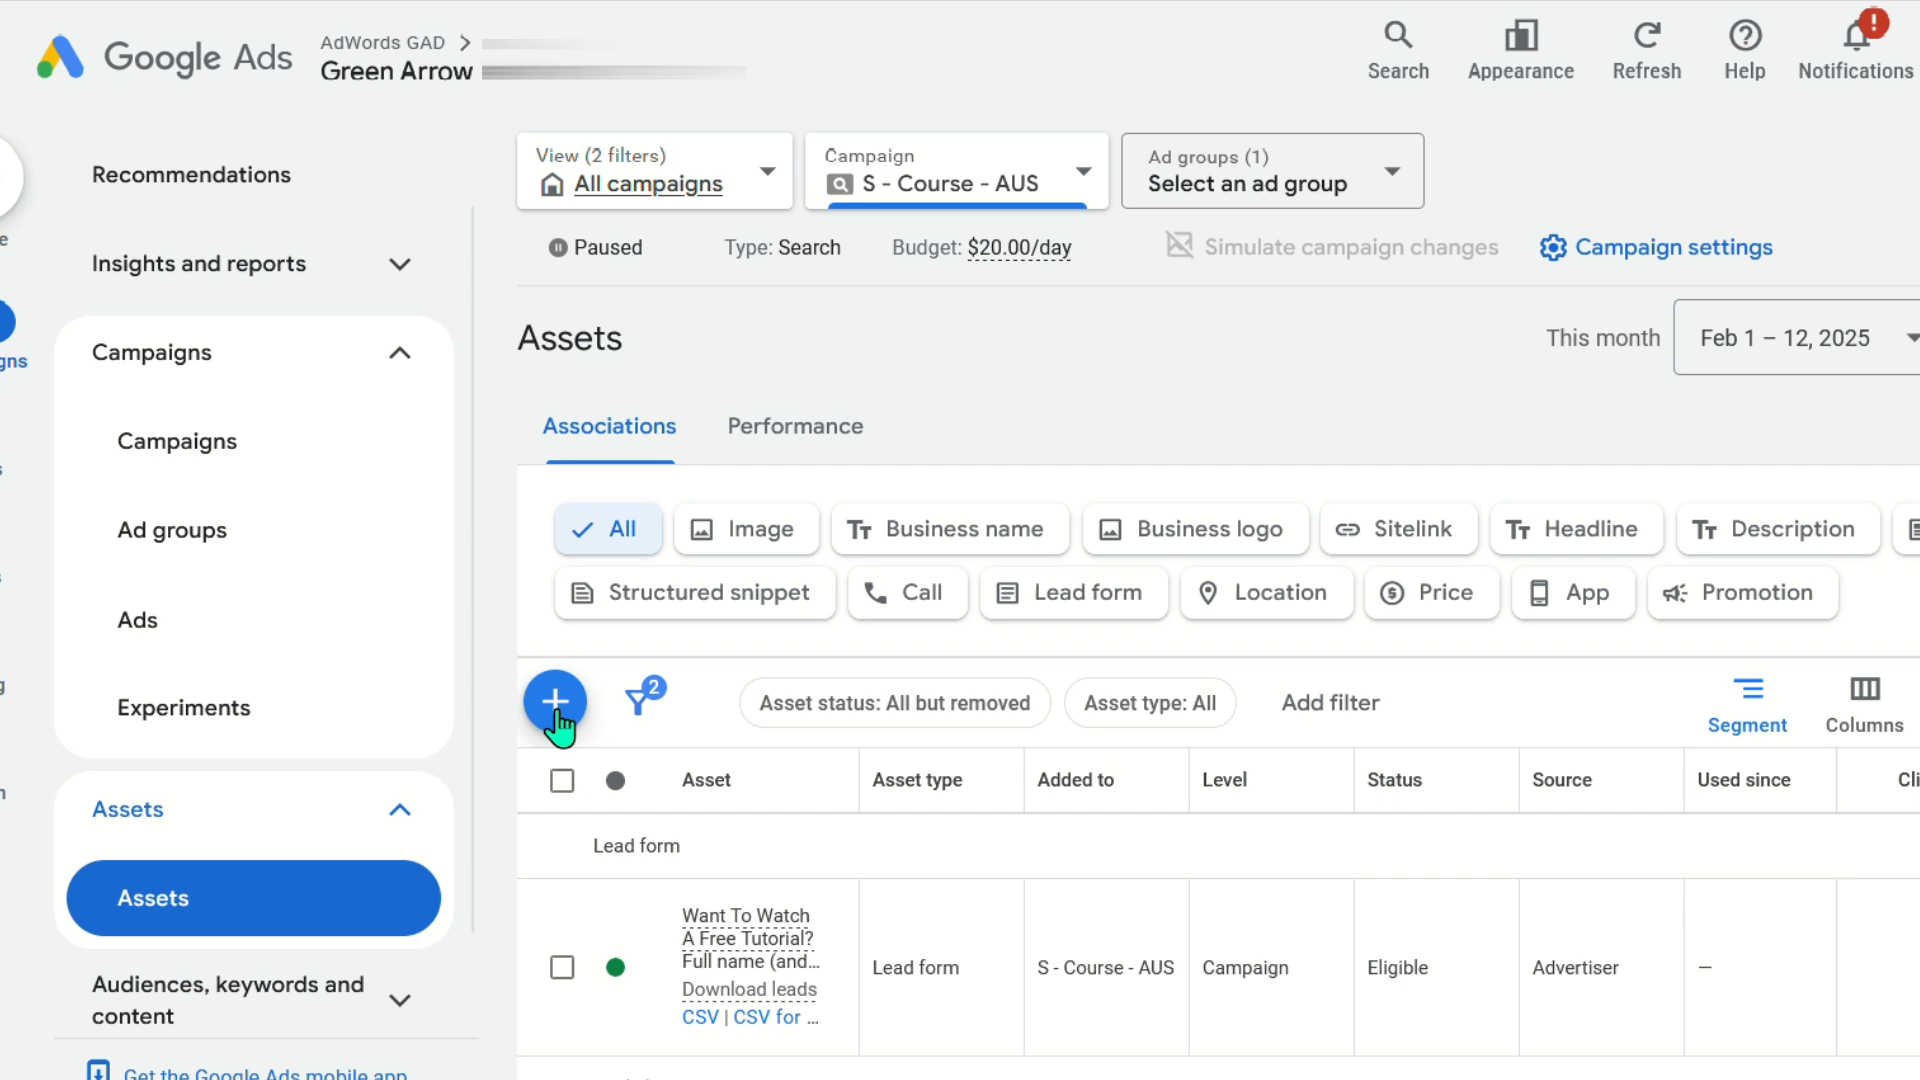 Google Ads
AdWords GAD
Green Arrow
Search
Appearance
Refresh
Help
!
Notifications
Recommendations
Insights and reports
Campaigns
Campaigns
Ad groups
Ads
Experiments
Assets
Assets
Audiences, keywords and
content
Get the Google Ads mobile app
e
gns
s
s
g
n
View (2 filters)
All campaigns
Campaign
S - Course - AUS
Ad groups (1)
Select an ad group
Paused
Type: Search
Budget: $20.00/day
Simulate campaign changes
Campaign settings
Assets
This month
Feb 1 – 12, 2025
Associations
Performance
All
Image
Business name
Business logo
Sitelink
Headline
Description
Structured snippet
Call
Lead form
Location
Price
App
Promotion
2
Asset status: All but removed
Asset type: All
Add filter
Segment
Columns
Asset
Asset type
Added to
Level
Status
Source
Used since
Cli
Lead form
Want To Watch
A Free Tutorial?
Full name (and...
Download leads
CSV | CSV for ...
Lead form
S - Course - AUS
Campaign
Eligible
Advertiser
—